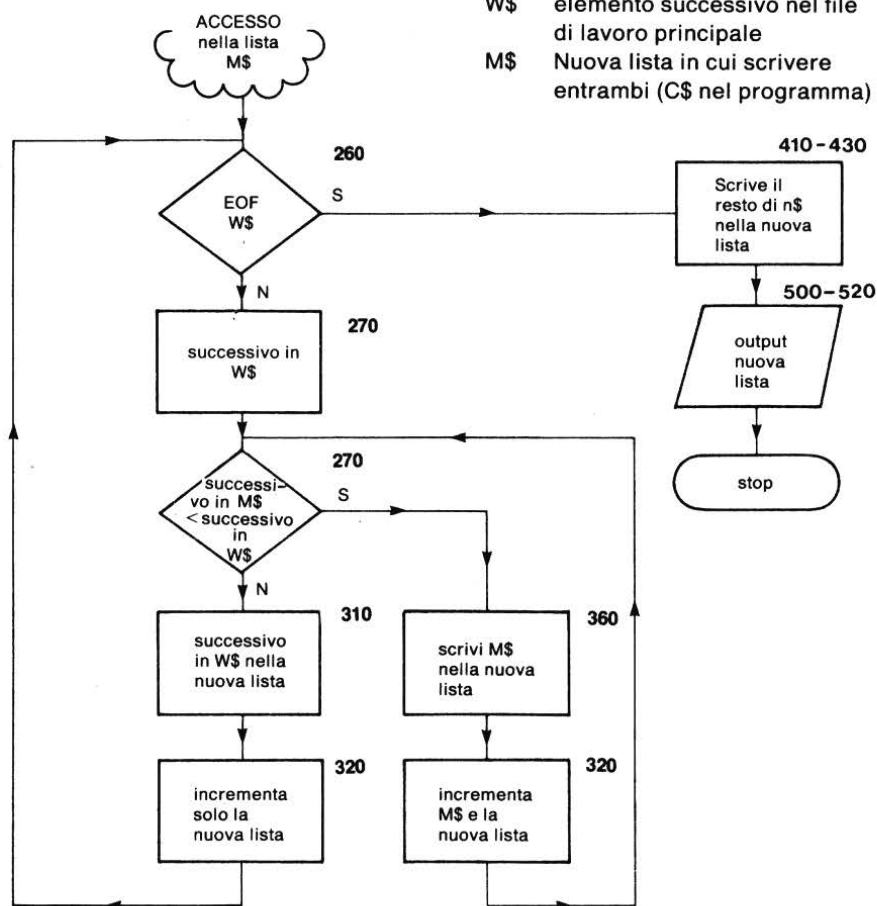 ACCESSO
nella lista
M$
W$ elemento successivo nel file
di lavoro principale
M$ Nuova lista in cui scrivere
entrambi (C$ nel programma)
260
EOF
W$
S
N
410-430
Scrive il
resto di n$
nella nuova
lista
500-520
output
nuova
lista
stop
270
successivo in
W$
270
successi-
vo in M$
< successivo
in
W$
S
N
310
successivo
in W$ nella
nuova lista
360
scrivi M$
nella nuova
lista
320
incrementa
solo la
nuova lista
320
incrementa
M$ e la
nuova lista